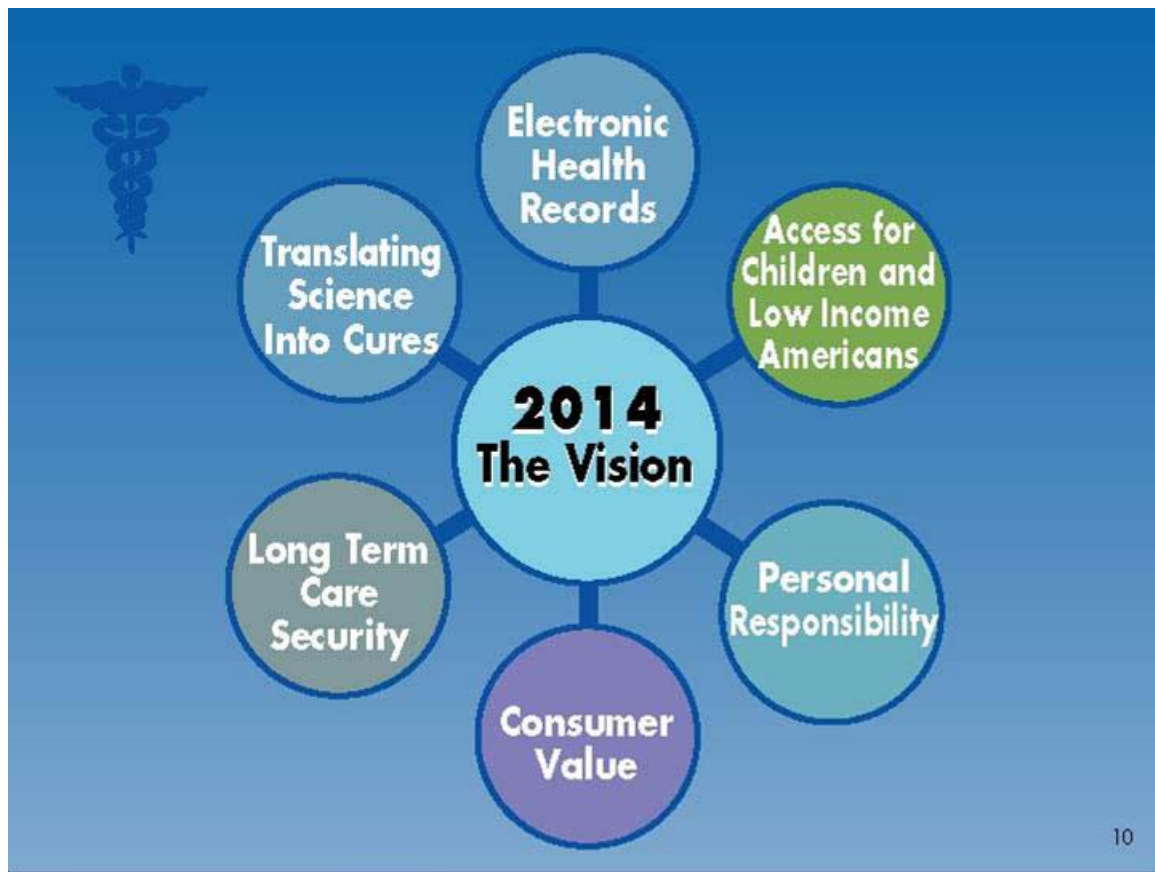 Electronic
Health
Records
Access for
Children and
Low Income
Americans
Personal
Responsibility
Consumer
Value
Long Term
Care
Security
Translating
Science
Into Cures
2014
The Vision
10